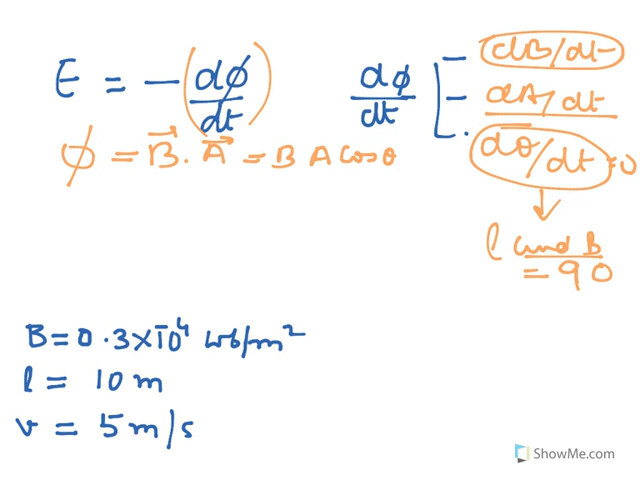 E = - (dϕ/dt)
dϕ/dt [ - dB/dt
- dA/dt
. dθ/dt = 0
ϕ = B⃗ . A⃗ = B A cosθ
l and B
= 90
B = 0.3 × 10⁻⁴ wb/m²
l = 10 m
v = 5 m/s
ShowMe.com